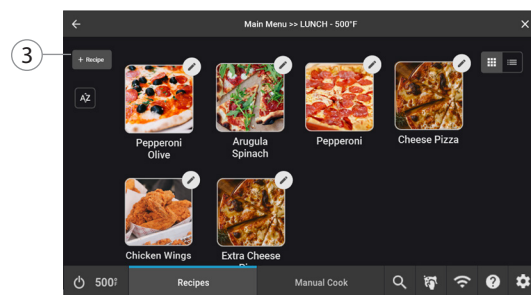 Main Menu >> LUNCH - 500°F
3
+ Recipe
AZ
Pepperoni
Olive
Arugula
Spinach
Pepperoni
Cheese Pizza
Chicken Wings
Extra Cheese
500°F
Recipes
Manual Cook
?